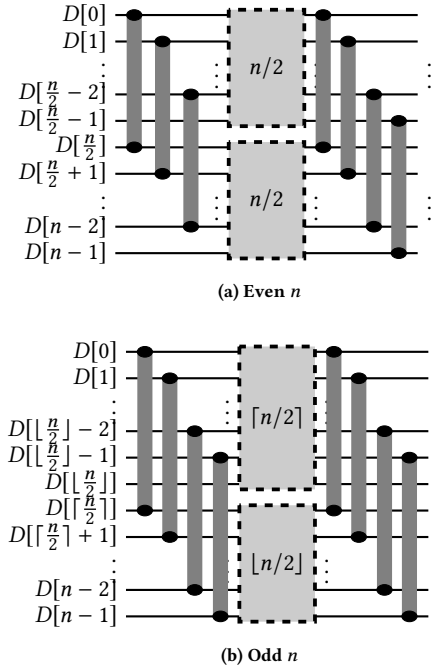 D[0]
D[1]
⋮
D[n/2 − 2]
D[n/2 − 1]
D[n/2]
D[n/2 + 1]
⋮
D[n − 2]
D[n − 1]
n/2
n/2
(a) Even n
D[0]
D[1]
⋮
D[⌊n/2⌋ − 2]
D[⌊n/2⌋ − 1]
D[⌊n/2⌋]
D[⌈n/2⌉]
D[⌈n/2⌉ + 1]
⋮
D[n − 2]
D[n − 1]
⌈n/2⌉
⌊n/2⌋
(b) Odd n